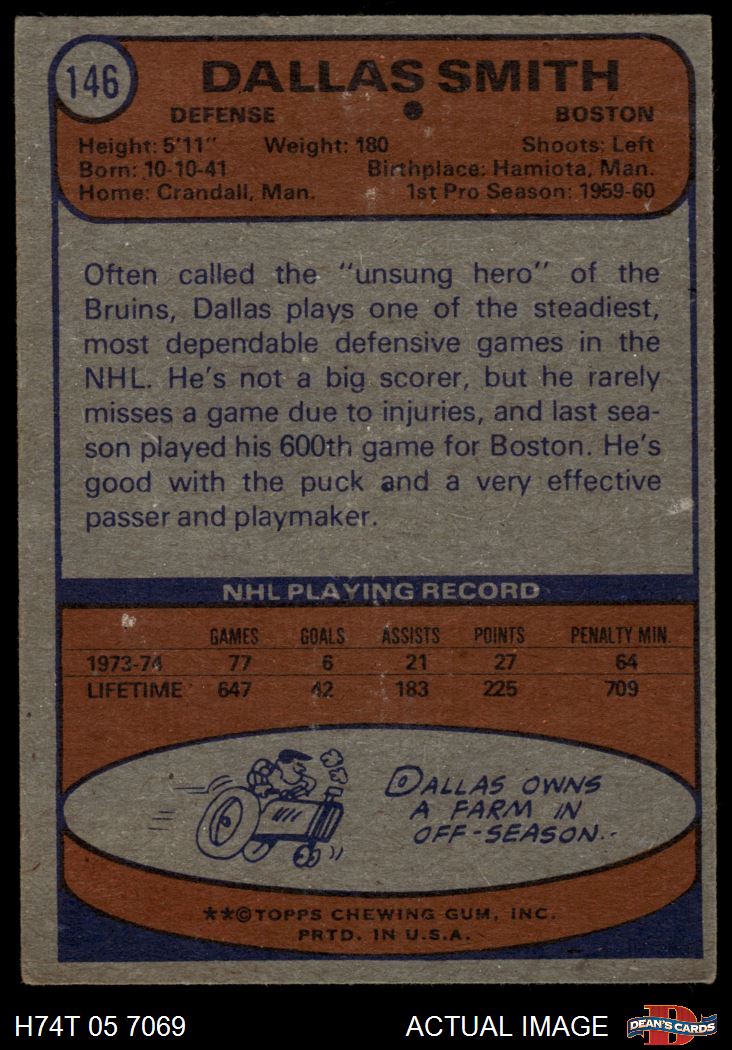 146
DALLAS SMITH
DEFENSE BOSTON
Height: 5'11" Weight: 180 Shoots: Left
Born: 10-10-41 Birthplace: Hamiota, Man.
Home: Crandall, Man. 1st Pro Season: 1959-60
Often called the "unsung hero" of the
Bruins, Dallas plays one of the steadiest,
most dependable defensive games in the
NHL. He's not a big scorer, but he rarely
misses a game due to injuries, and last sea-
son played his 600th game for Boston. He's
good with the puck and a very effective
passer and playmaker.
NHL PLAYING RECORD
GAMES GOALS ASSISTS POINTS PENALTY MIN.
1973-74 77 6 21 27 64
LIFETIME 647 42 183 225 709
DALLAS OWNS
A FARM IN
OFF-SEASON..
**©TOPPS CHEWING GUM, INC.
PRTD. IN U.S.A.
H74T 05 7069 ACTUAL IMAGE
D
DEAN'S CARDS